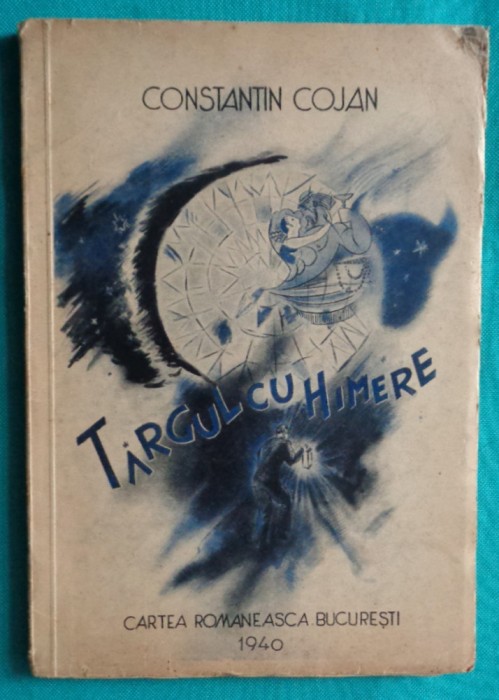 CONSTANTIN COJAN
TÂRGUL CU HIMERE
CARTEA ROMANEASCA. BUCUREȘTI
1940